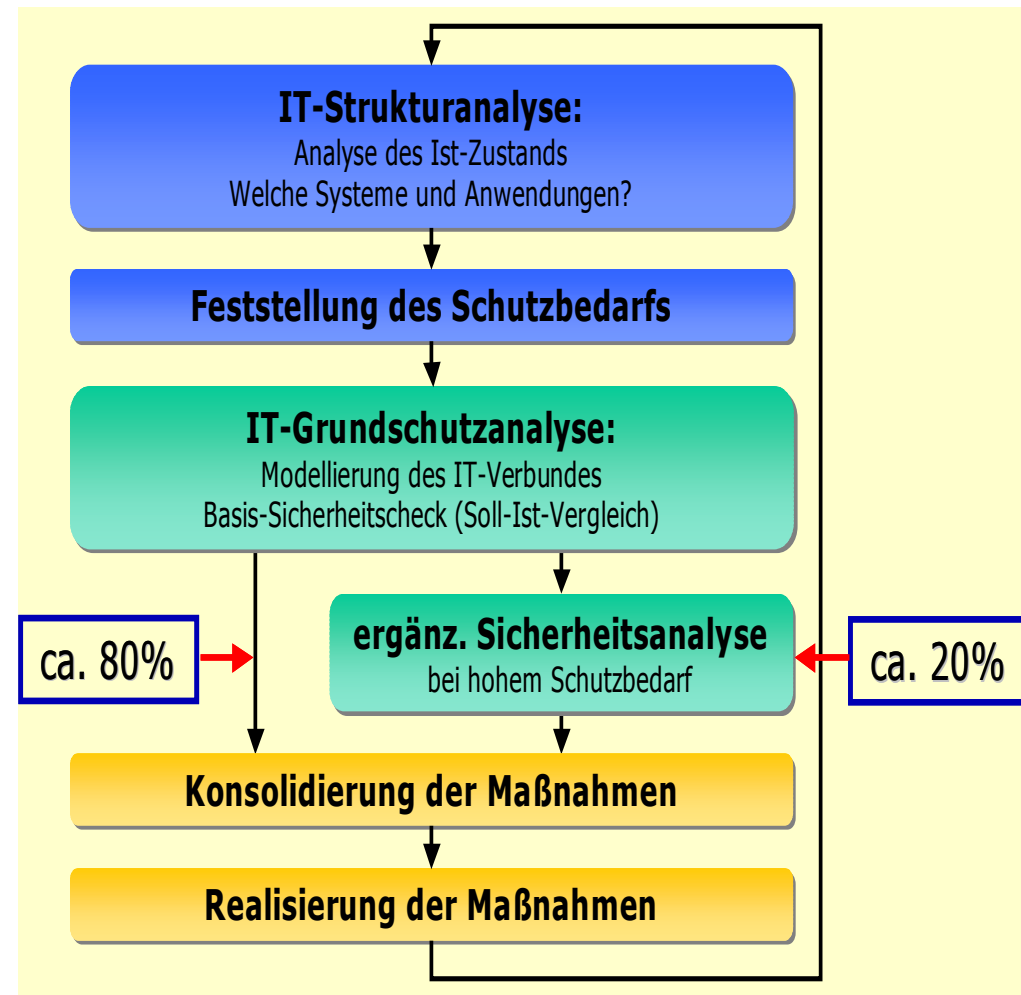 IT-Strukturanalyse:
Analyse des Ist-Zustands
Welche Systeme und Anwendungen?
Feststellung des Schutzbedarfs
IT-Grundschutzanalyse:
Modellierung des IT-Verbundes
Basis-Sicherheitscheck (Soll-Ist-Vergleich)
ergänz. Sicherheitsanalyse
bei hohem Schutzbedarf
ca. 80%
ca. 20%
Konsolidierung der Maßnahmen
Realisierung der Maßnahmen